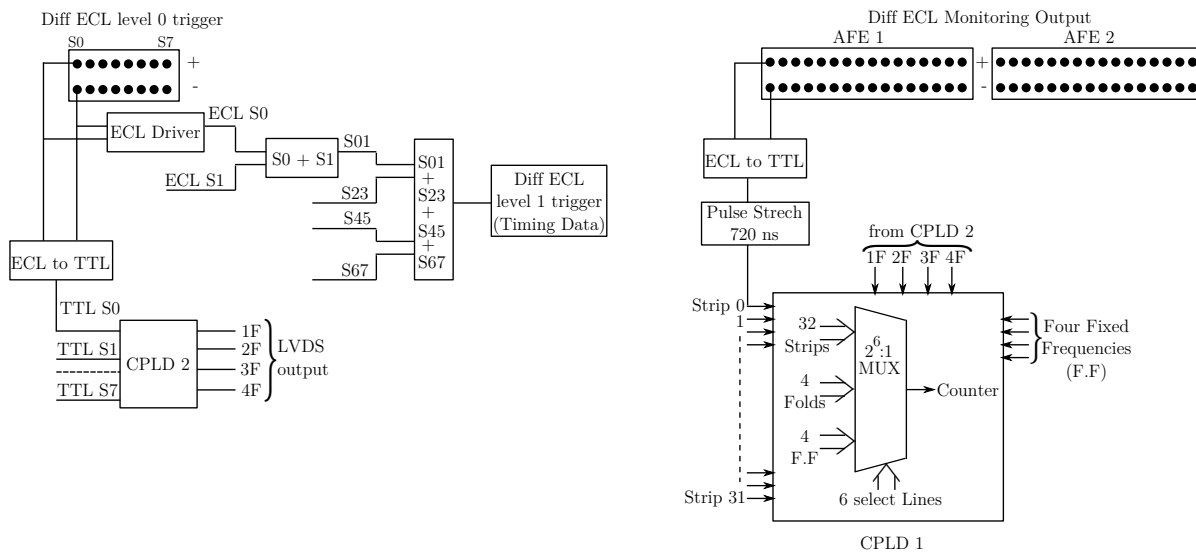 Diff ECL level 0 trigger
S0 S7
+
-
ECL S0
ECL Driver
S0 + S1
S01
ECL S1
S23
S45
S67
S01
+
S23
+
S45
+
S67
Diff ECL
level 1 trigger
(Timing Data)
ECL to TTL
TTL S0
TTL S1
TTL S7
CPLD 2
1F
2F
3F
4F
LVDS
output
Diff ECL Monitoring Output
AFE 1 AFE 2
+
-
ECL to TTL
Pulse Strech
720 ns
from CPLD 2
1F 2F 3F 4F
Strip 0
1
Strip 31
32
Strips
4
Folds
4
F.F
2^6:1
MUX
Counter
6 select Lines
Four Fixed
Frequencies
(F.F)
CPLD 1